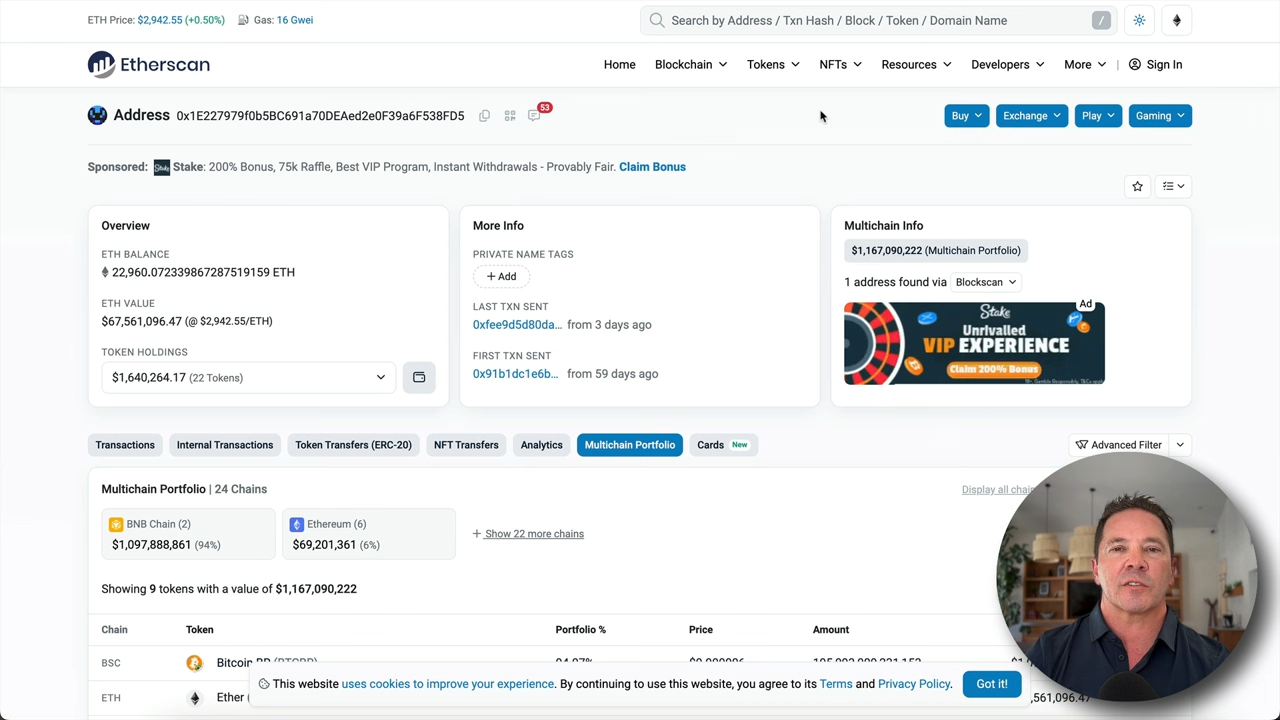 ETH Price: $2,942.55 (+0.50%) Gas: 16 Gwei
Search by Address / Txn Hash / Block / Token / Domain Name /
Etherscan
Home Blockchain Tokens NFTs Resources Developers More | Sign In
Address 0x1E227979f0b5BC691a70DEAed2e0F39a6F538FD5 53
Buy Exchange Play Gaming
Sponsored: Stake Stake: 200% Bonus, 75k Raffle, Best VIP Program, Instant Withdrawals - Provably Fair. Claim Bonus
Overview
ETH BALANCE
22,960.072339867287519159 ETH
ETH VALUE
$67,561,096.47 (@ $2,942.55/ETH)
TOKEN HOLDINGS
$1,640,264.17 (22 Tokens)
More Info
PRIVATE NAME TAGS
+ Add
LAST TXN SENT
0xfee9d5d80da... from 3 days ago
FIRST TXN SENT
0x91b1dc1e6b... from 59 days ago
Multichain Info
$1,167,090,222 (Multichain Portfolio)
1 address found via Blockscan
Ad
Stake
Unrivalled
VIP EXPERIENCE
Claim 200% Bonus
Transactions Internal Transactions Token Transfers (ERC-20) NFT Transfers Analytics Multichain Portfolio Cards New
Advanced Filter
Multichain Portfolio | 24 Chains
Display all
BNB Chain (2)
$1,097,888,861 (94%)
Ethereum (6)
$69,201,361 (6%)
+ Show 22 more chains
Showing 9 tokens with a value of $1,167,090,222
Chain Token Portfolio % Price Amount
BSC Bitcoin
ETH Ether
This website uses cookies to improve your experience. By continuing to use this website, you agree to its Terms and Privacy Policy. Got it!